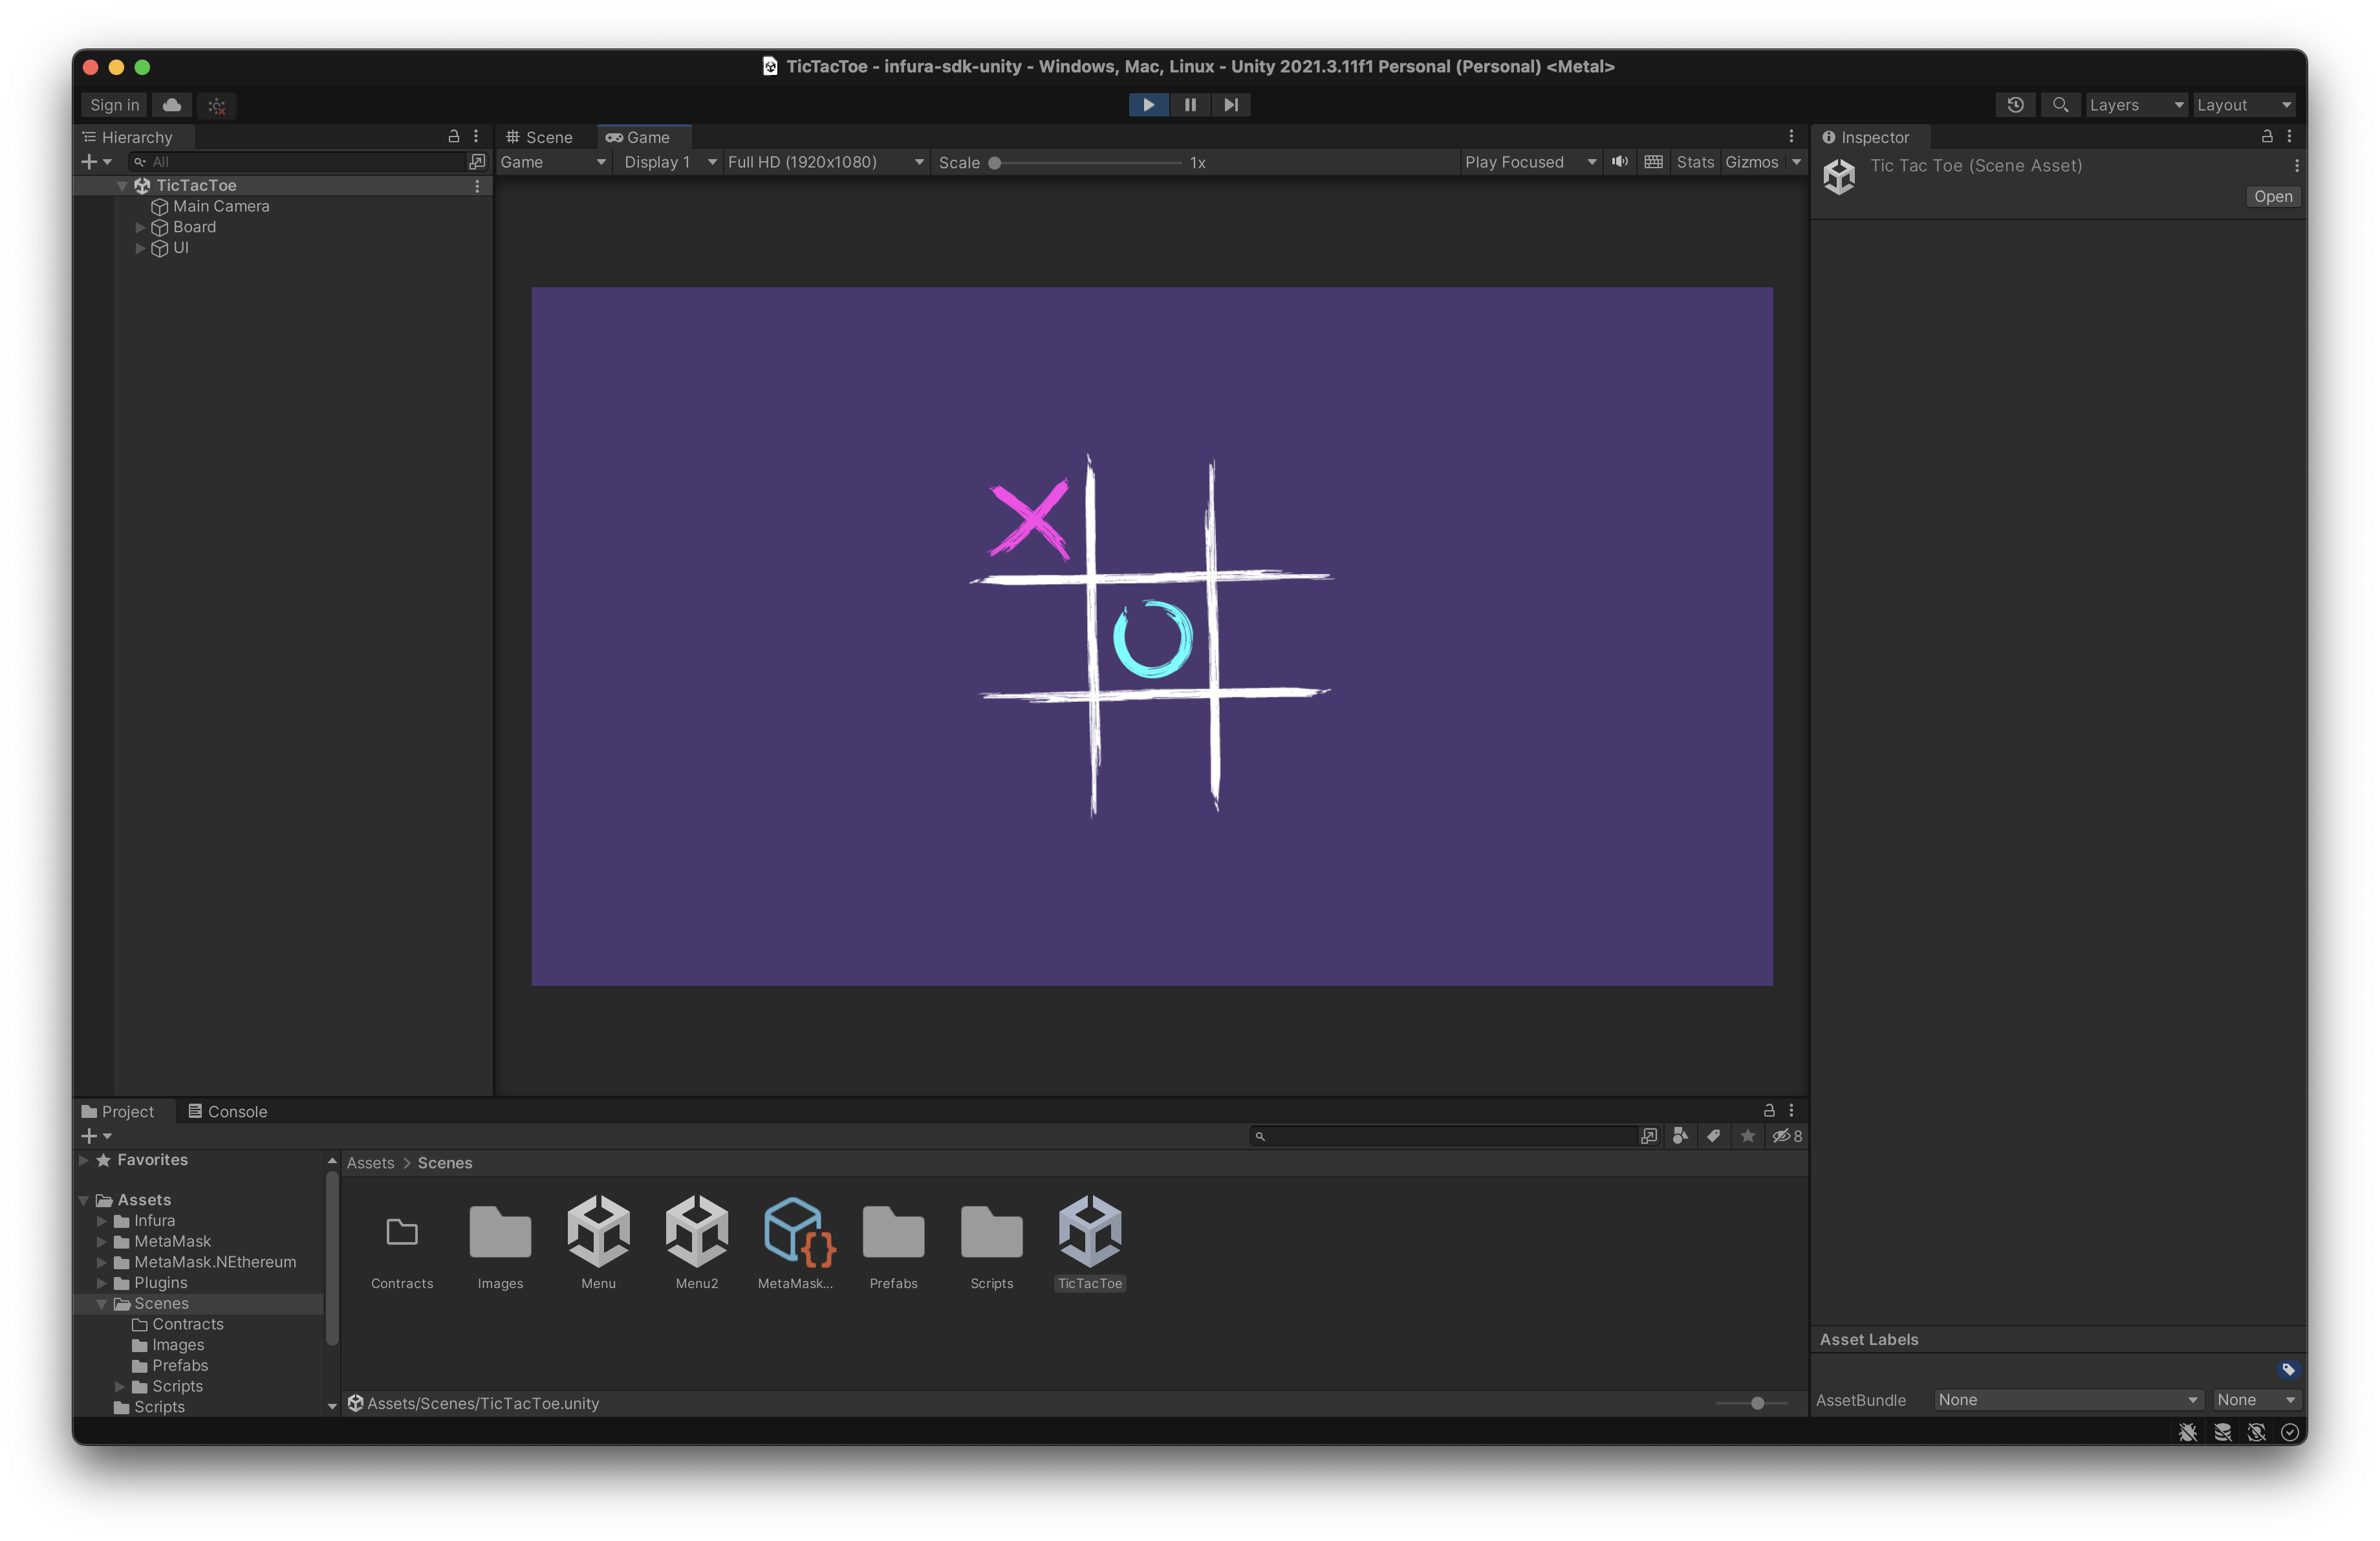 TicTacToe - infura-sdk-unity - Windows, Mac, Linux - Unity 2021.3.11f1 Personal (Personal) <Metal>
Sign in
Layers
Layout
Hierarchy
Scene
Game
Inspector
All
Game
Display 1
Full HD (1920x1080)
Scale
1x
Play Focused
Stats
Gizmos
Tic Tac Toe (Scene Asset)
Open
TicTacToe
Main Camera
Board
UI
Project
Console
8
Favorites
Assets
Infura
MetaMask
MetaMask.NEthereum
Plugins
Scenes
Contracts
Images
Prefabs
Scripts
Scripts
Assets > Scenes
Contracts
Images
Menu
Menu2
MetaMask...
Prefabs
Scripts
TicTacToe
Assets/Scenes/TicTacToe.unity
Asset Labels
AssetBundle
None
None